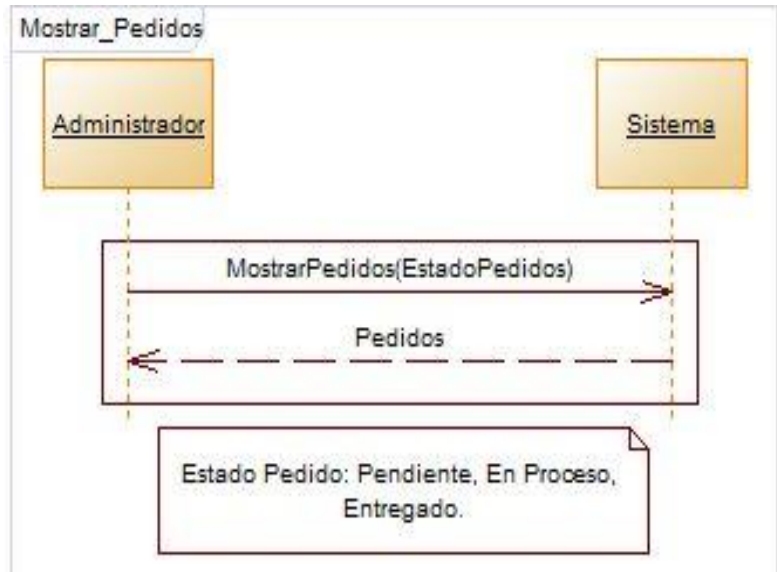 Mostrar_Pedidos
Administrador
Sistema
MostrarPedidos(EstadoPedidos)
Pedidos
Estado Pedido: Pendiente, En Proceso,
Entregado.